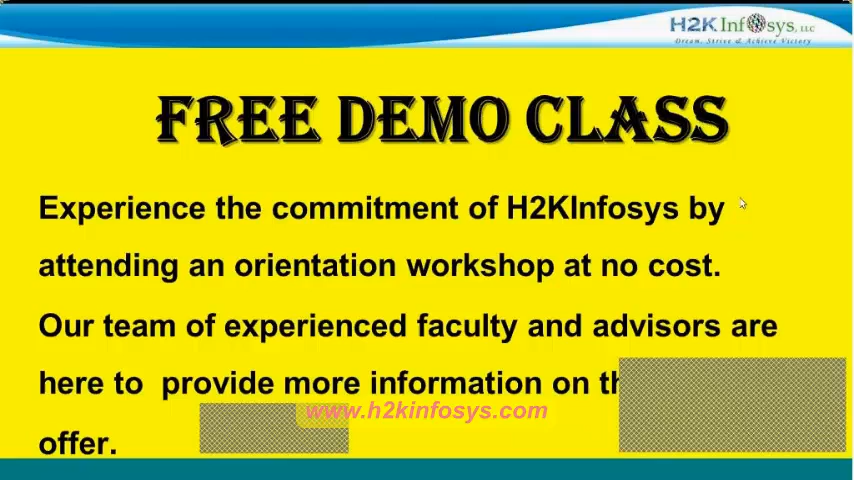 H2K Infosys, LLC
Dream, Strive & Achieve Victory
FREE DEMO CLASS
Experience the commitment of H2KInfosys by
attending an orientation workshop at no cost.
Our team of experienced faculty and advisors are
here to provide more information on
www.h2kinfosys.com
offer.